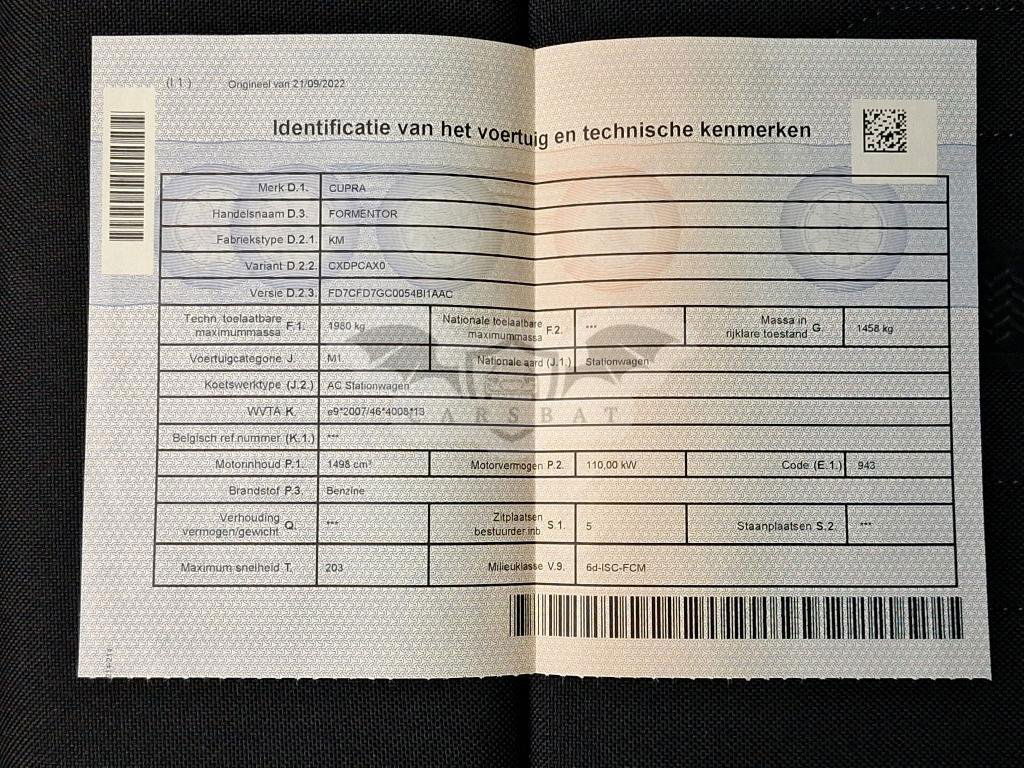 (I.1.) Origineel van 21/09/2022
Identificatie van het voertuig en technische kenmerken
Merk D.1. CUPRA
Handelsnaam D.3. FORMENTOR
Fabriekstype D.2.1. KM
Variant D.2.2. CXDPCAX0
Versie D.2.3. FD7CFD7GC0054BI1AAC
Techn. toelaatbare maximummassa F.1. 1980 kg Nationale toelaatbare maximummassa F.2. *** Massa in rijklare toestand G. 1458 kg
Voertuigcategorie J. M1 Nationale aard (J.1.) Stationwagen
Koetswerktype (J.2.) AC Stationwagen
WVTA K. e9*2007/46*4008*13
CARSBAT
Belgisch ref.nummer (K.1.) ***
Motorinhoud P.1. 1498 cm³ Motorvermogen P.2. 110,00 kW Code (E.1.) 943
Brandstof P.3. Benzine
Verhouding vermogen/gewicht Q. *** Zitplaatsen bestuurder inb. S.1. 5 Staanplaatsen S.2. ***
Maximum snelheid T. 203 Milieuklasse V.9. 6d-ISC-FCM